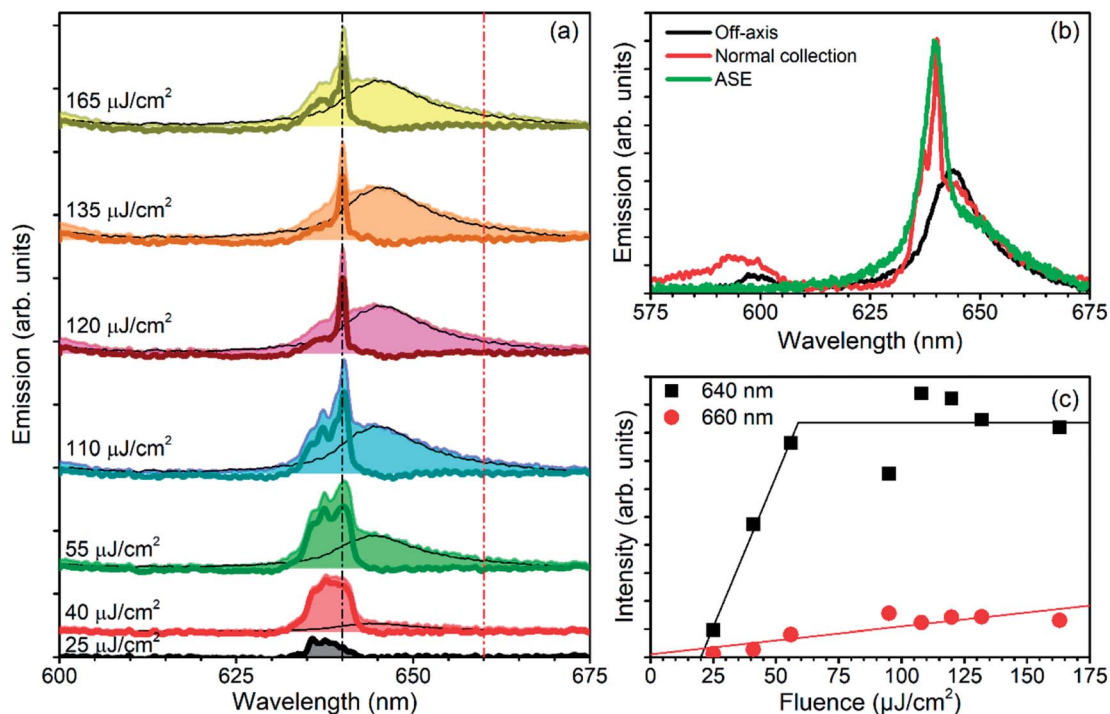 (a)
165 μJ/cm²
135 μJ/cm²
120 μJ/cm²
110 μJ/cm²
55 μJ/cm²
40 μJ/cm²
25 μJ/cm²
Emission (arb. units)
600 625 640 660 675
Wavelength (nm)
(b)
Off-axis
Normal collection
ASE
Emission (arb. units)
575 600 625 650 675
Wavelength (nm)
(c)
640 nm
660 nm
Intensity (arb. units)
0 25 50 75 100 125 150 175
Fluence (μJ/cm²)